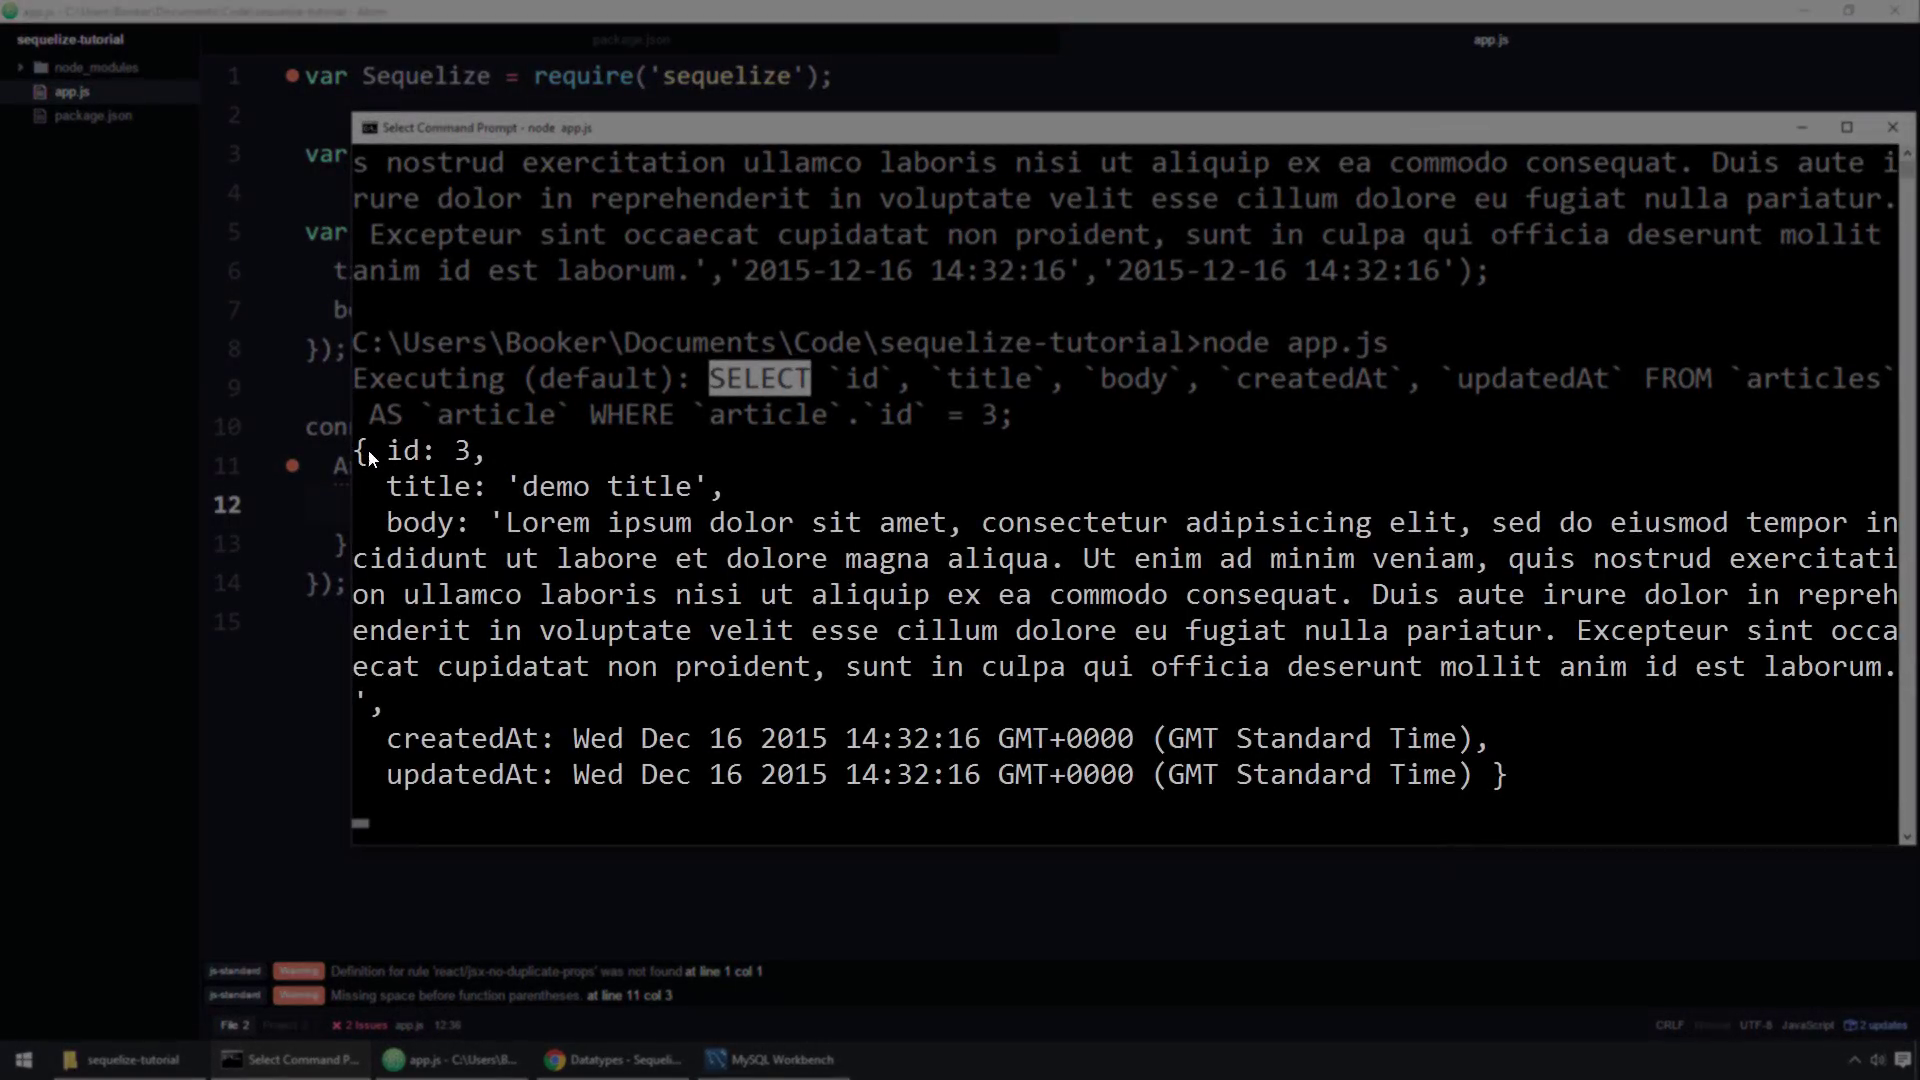 app.js - C:\Users\Booker\Documents\Code\sequelize-tutorial - Atom
sequelize-tutorial
package.json
app.js
node_modules
app.js
package.json
1 var Sequelize = require('sequelize');
2
3 var
4
5 var
6 t
7 bo
8 });
9
10 con
11 A
12
13 }
14 });
15
Select Command Prompt - node app.js
s nostrud exercitation ullamco laboris nisi ut aliquip ex ea commodo consequat. Duis aute i
rure dolor in reprehenderit in voluptate velit esse cillum dolore eu fugiat nulla pariatur.
Excepteur sint occaecat cupidatat non proident, sunt in culpa qui officia deserunt mollit
anim id est laborum.','2015-12-16 14:32:16','2015-12-16 14:32:16');
C:\Users\Booker\Documents\Code\sequelize-tutorial>node app.js
Executing (default): SELECT `id`, `title`, `body`, `createdAt`, `updatedAt` FROM `articles`
AS `article` WHERE `article`.`id` = 3;
{ id: 3,
title: 'demo title',
body: 'Lorem ipsum dolor sit amet, consectetur adipisicing elit, sed do eiusmod tempor in
cididunt ut labore et dolore magna aliqua. Ut enim ad minim veniam, quis nostrud exercitati
on ullamco laboris nisi ut aliquip ex ea commodo consequat. Duis aute irure dolor in repreh
enderit in voluptate velit esse cillum dolore eu fugiat nulla pariatur. Excepteur sint occa
ecat cupidatat non proident, sunt in culpa qui officia deserunt mollit anim id est laborum.
',
createdAt: Wed Dec 16 2015 14:32:16 GMT+0000 (GMT Standard Time),
updatedAt: Wed Dec 16 2015 14:32:16 GMT+0000 (GMT Standard Time) }
js-standard Warning Definition for rule 'react/jsx-no-duplicate-props' was not found at line 1 col 1
js-standard Warning Missing space before function parentheses. at line 11 col 3
File 2 Project 2 2 Issues app.js 12:36
CRLF UTF-8 JavaScript 2 updates
sequelize-tutorial
Select Command P...
app.js - C:\Users\B...
Datatypes - Sequeli...
MySQL Workbench